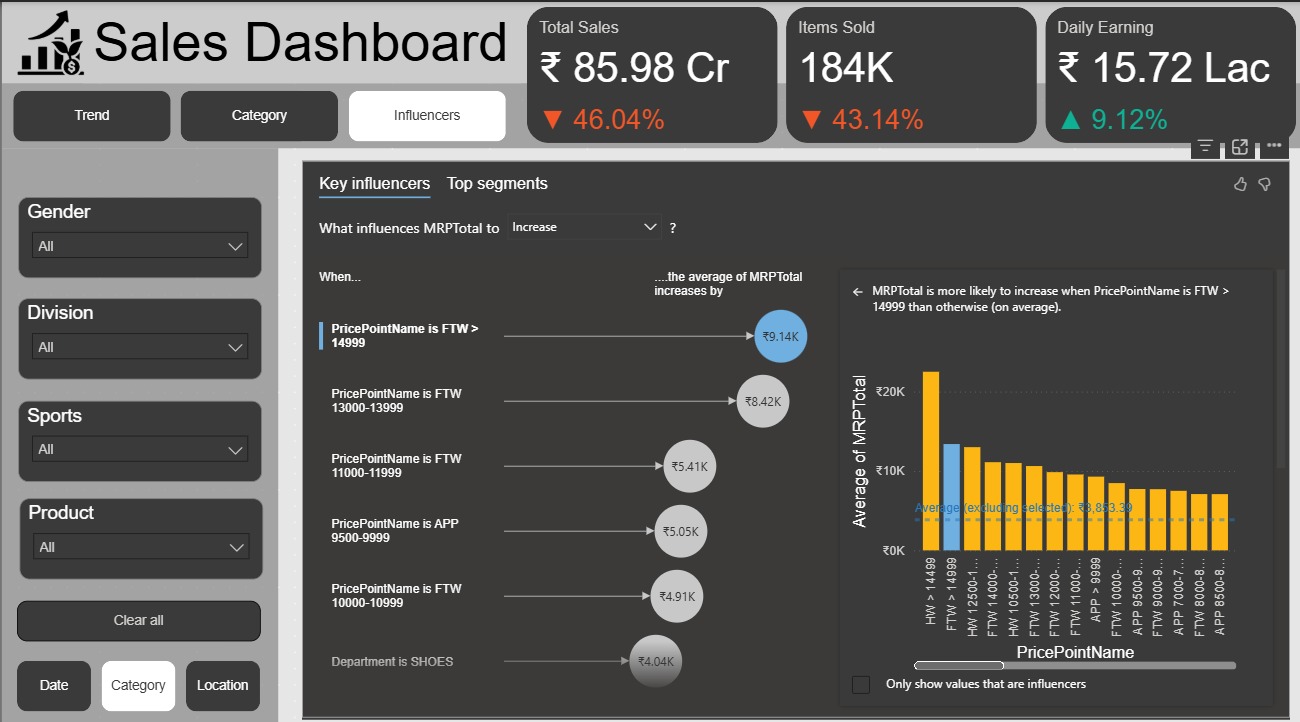 Sales Dashboard
Total Sales
₹ 85.98 Cr
▼ 46.04%
Items Sold
184K
▼ 43.14%
Daily Earning
₹ 15.72 Lac
▲ 9.12%
Trend
Category
Influencers
Gender
All
Division
All
Sports
All
Product
All
Clear all
Date
Category
Location
Key influencers
Top segments
What influences MRPTotal to
Increase
?
When...
....the average of MRPTotal
increases by
PricePointName is FTW >
14999
₹9.14K
PricePointName is FTW
13000-13999
₹8.42K
PricePointName is FTW
11000-11999
₹5.41K
PricePointName is APP
9500-9999
₹5.05K
PricePointName is FTW
10000-10999
₹4.91K
Department is SHOES
₹4.04K
MRPTotal is more likely to increase when PricePointName is FTW >
14999 than otherwise (on average).
Average of MRPTotal
₹20K
₹10K
₹0K
Average (excluding selected): ₹3,853.39
HW > 14499
FTW > 14999
HW 12500-1...
FTW 14000-...
HW 10500-1...
FTW 13000-...
FTW 12000-...
FTW 11000-...
APP > 9999
FTW 10000-...
APP 9500-9...
FTW 9000-9...
APP 7000-7...
FTW 8000-8...
APP 8500-8...
PricePointName
Only show values that are influencers